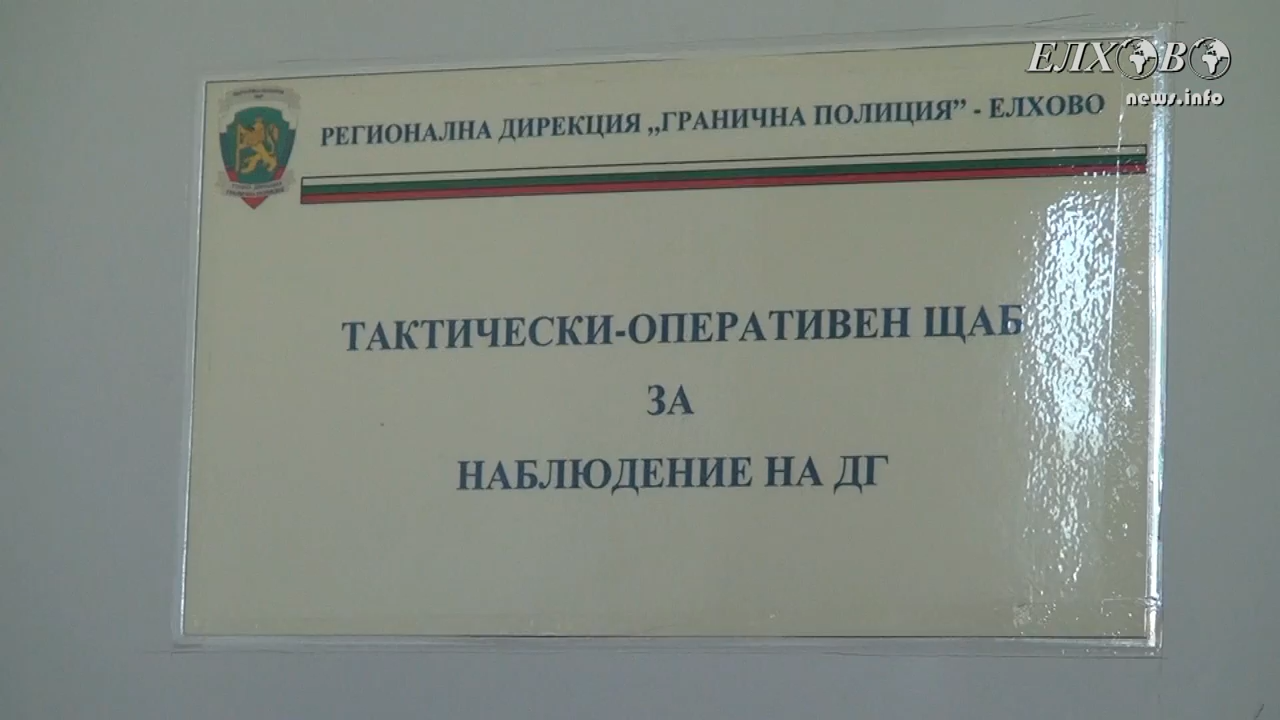 ЕЛХОВО
news.info
РЕГИОНАЛНА ДИРЕКЦИЯ „ГРАНИЧНА ПОЛИЦИЯ” - ЕЛХОВО
ТАКТИЧЕСКИ-ОПЕРАТИВЕН ЩАБ
ЗА
НАБЛЮДЕНИЕ НА ДГ